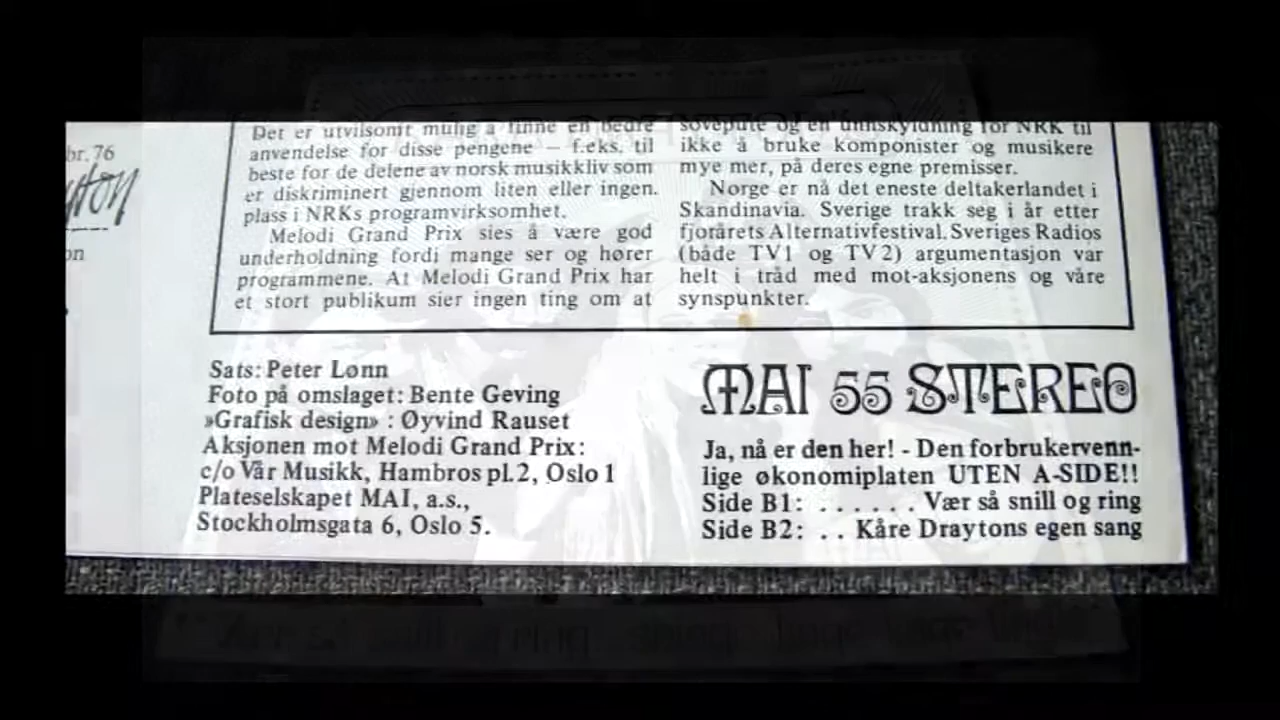 br. 76
Det er utvilsomt mulig å finne en bedre
anvendelse for disse pengene — f.eks. til
beste for de delene av norsk musikkliv som
er diskriminert gjennom liten eller ingen.
plass i NRKs programvirksomhet.
Melodi Grand Prix sies å være god
underholdning fordi mange ser og hører
programmene. At Melodi Grand Prix har
et stort publikum sier ingen ting om at
sovepute og en unnskyldning for NRK til
ikke å bruke komponister og musikere
mye mer, på deres egne premisser.
Norge er nå det eneste deltakerlandet i
Skandinavia. Sverige trakk seg i år etter
fjorårets Alternativfestival. Sveriges Radios
(både TV1 og TV2) argumentasjon var
helt i tråd med mot-aksjonens og våre
synspunkter.
Sats: Peter Lønn
Foto på omslaget: Bente Geving
»Grafisk design» : Øyvind Rauset
Aksjonen mot Melodi Grand Prix:
c/o Vår Musikk, Hambros pl.2, Oslo 1
Plateselskapet MAI, a.s.,
Stockholmsgata 6, Oslo 5.
MAI 55 STEREO
Ja, nå er den her! - Den forbrukervenn-
lige økonomiplaten UTEN A-SIDE!!
Side B1: . . . . . . Vær så snill og ring
Side B2: . . Kåre Draytons egen sang